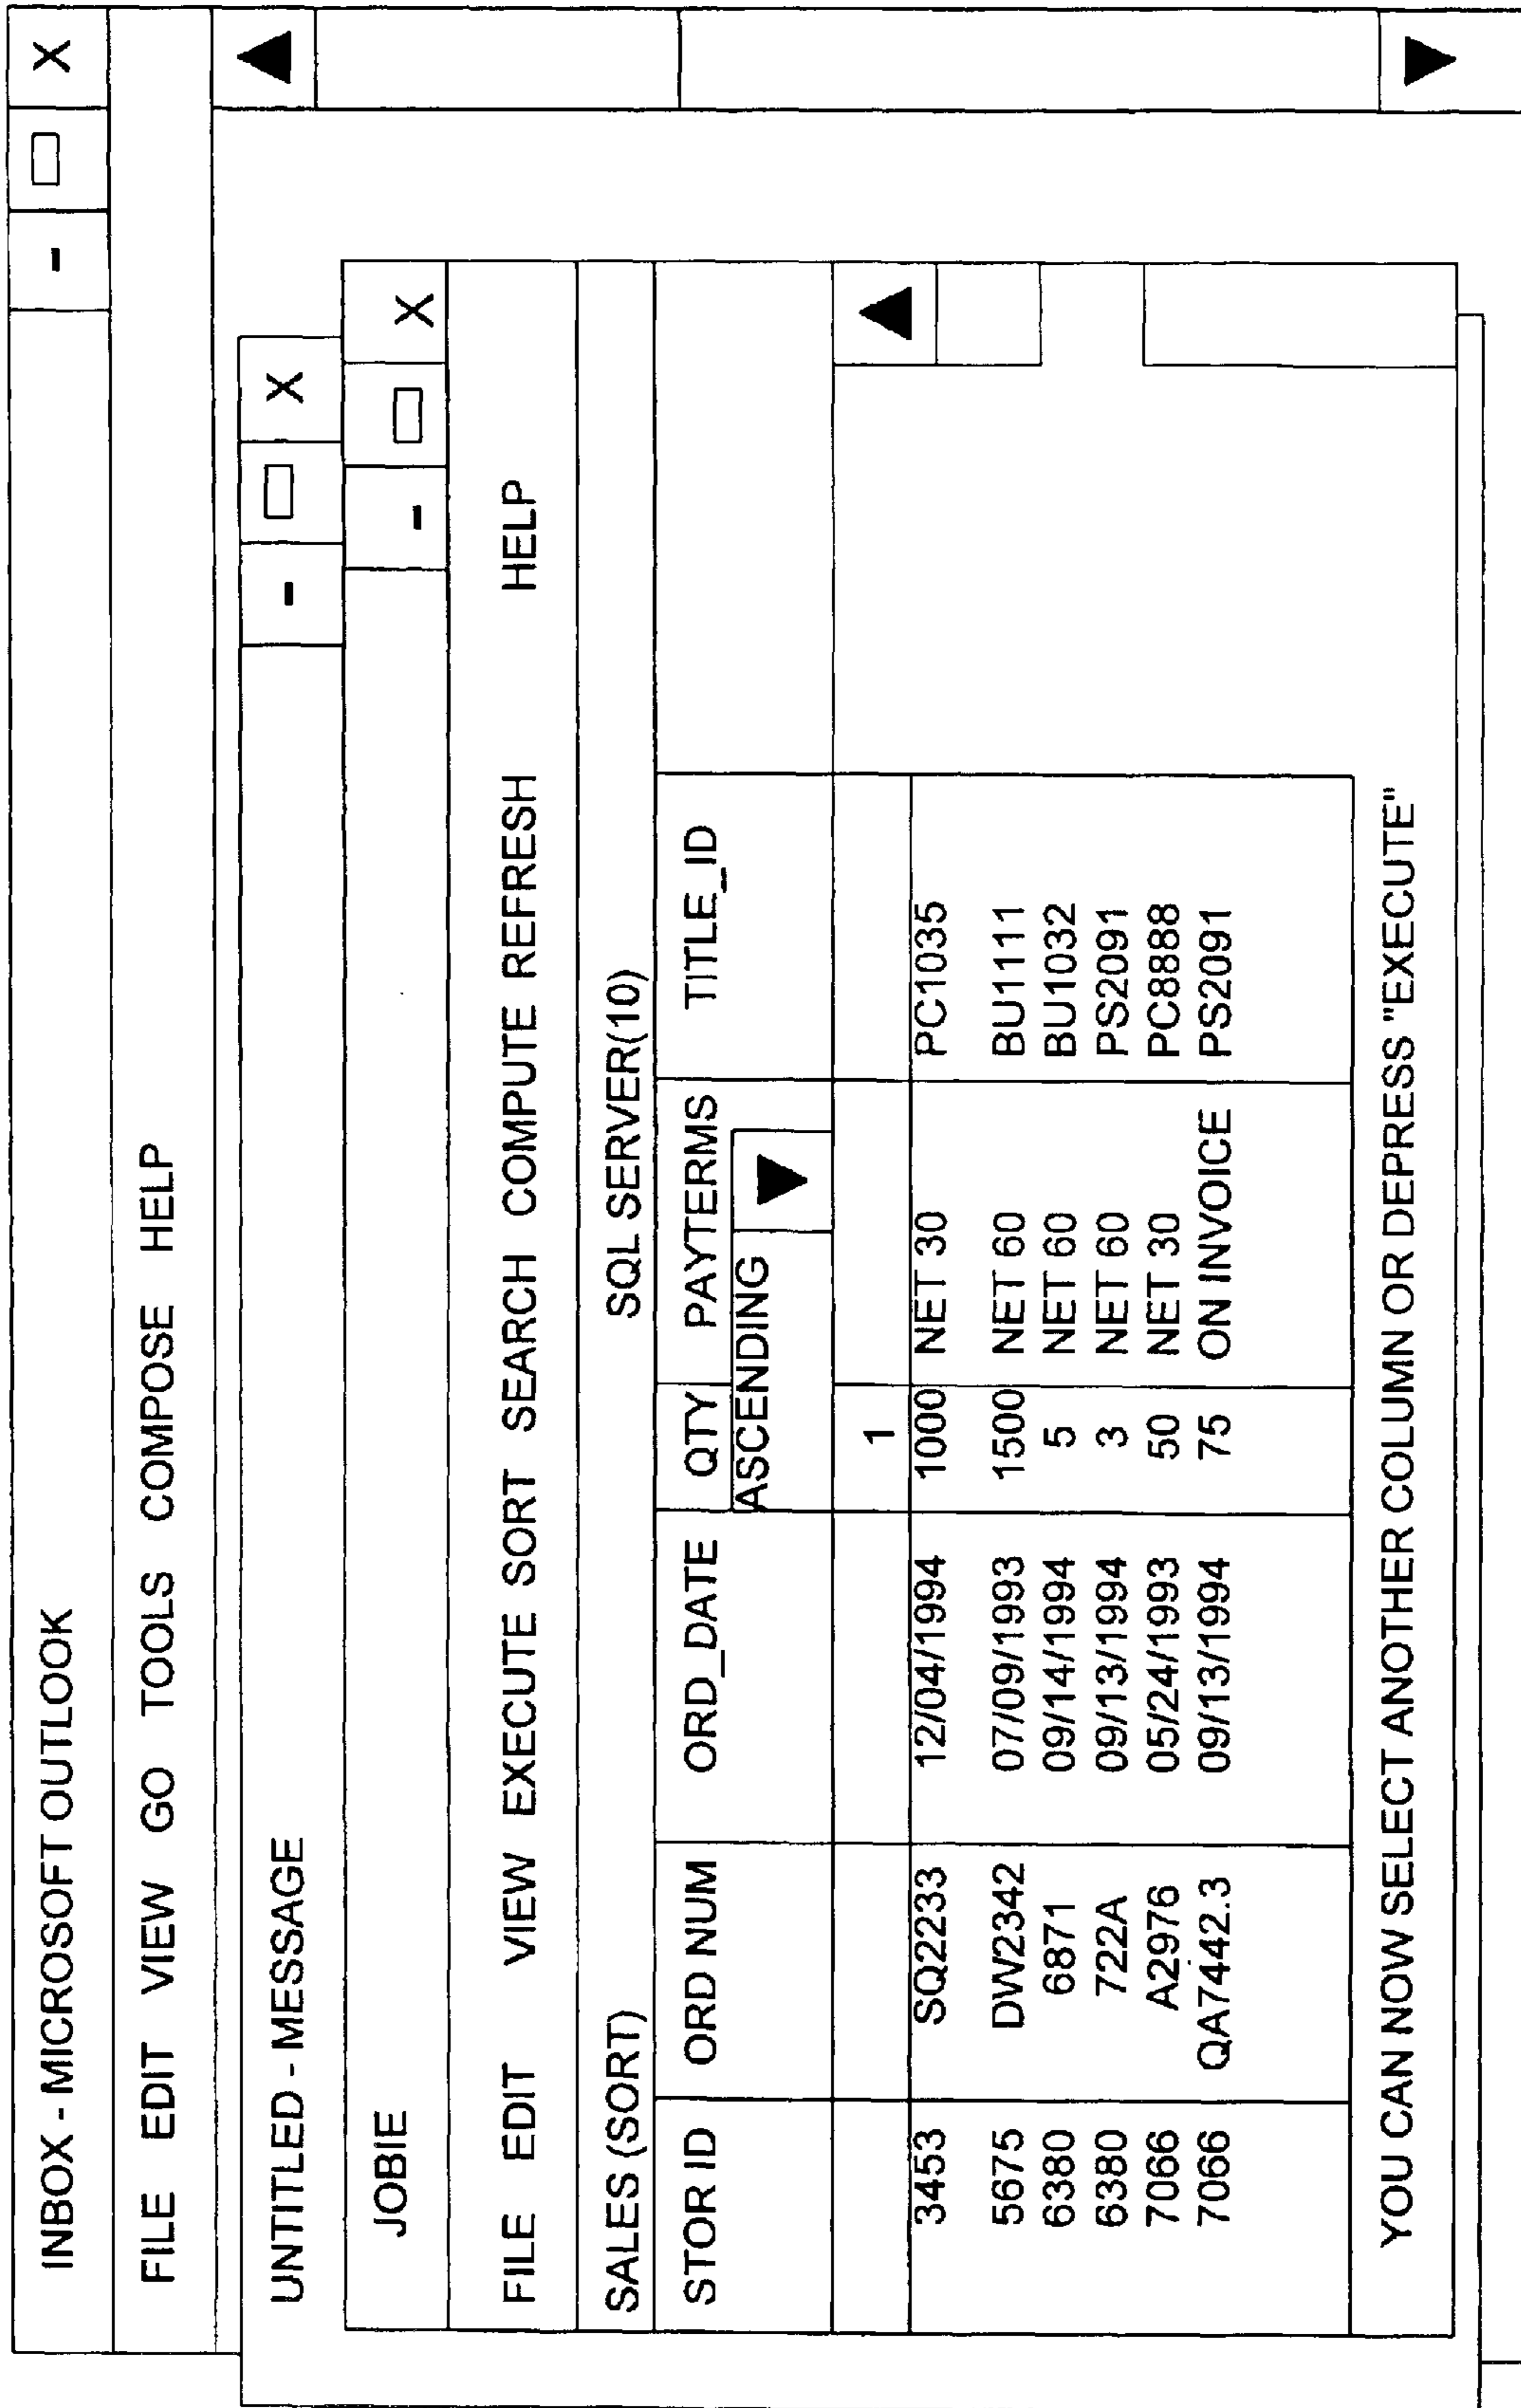 INBOX - MICROSOFT OUTLOOK - X
FILE EDIT VIEW GO TOOLS COMPOSE HELP
UNTITLED - MESSAGE - X
JOBIE - X
FILE EDIT VIEW EXECUTE SORT SEARCH COMPUTE REFRESH HELP
SALES (SORT) SQL SERVER(10)
STOR ID ORD NUM ORD_DATE QTY PAYTERMS TITLE_ID
ASCENDING
1
3453 SQ2233 12/04/1994 1000 NET 30 PC1035
5675 DW2342 07/09/1993 1500 NET 60 BU1111
6380 6871 09/14/1994 5 NET 60 BU1032
6380 722A 09/13/1994 3 NET 60 PS2091
7066 A2976 05/24/1993 50 NET 30 PC8888
7066 QA7442.3 09/13/1994 75 ON INVOICE PS2091
YOU CAN NOW SELECT ANOTHER COLUMN OR DEPRESS "EXECUTE"